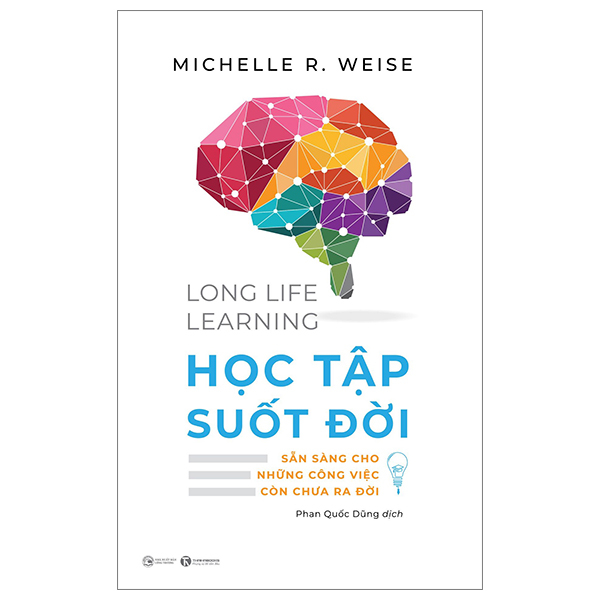 MICHELLE R. WEISE
LONG LIFE
LEARNING
HỌC TẬP
SUỐT ĐỜI
SẴN SÀNG CHO
NHỮNG CÔNG VIỆC
CÒN CHƯA RA ĐỜI
Phan Quốc Dũng dịch